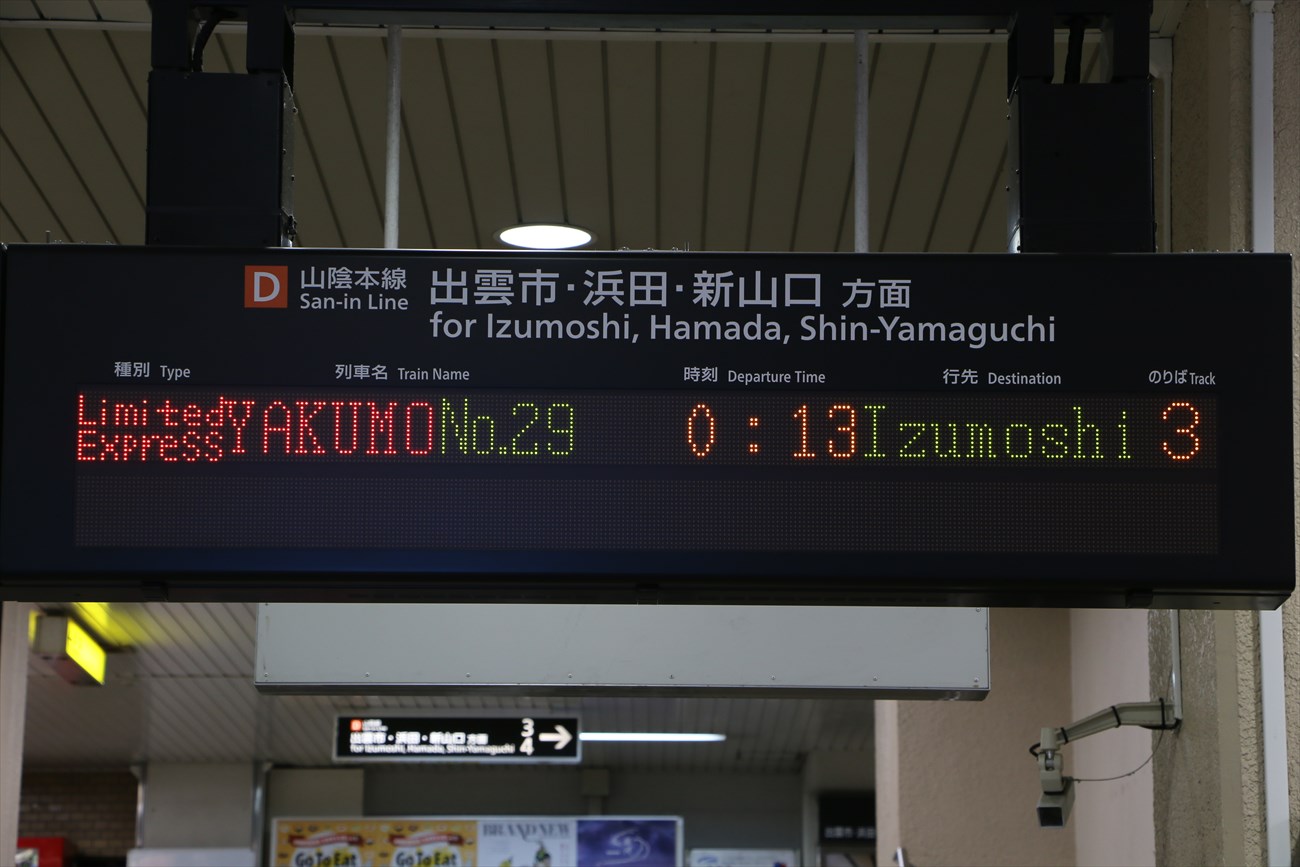 D 山陰本線 出雲市・浜田・新山口 方面
San-in Line for Izumoshi, Hamada, Shin-Yamaguchi
種別 Type 列車名 Train Name 時刻 Departure Time 行先 Destination のりば Track
Limited Express YAKUMO No.29 0:13 Izumoshi 3
出雲市・浜田・新山口 方面 3
for Izumoshi, Hamada, Shin-Yamaguchi 4
Go To Eat Go To Eat BRAND NEW